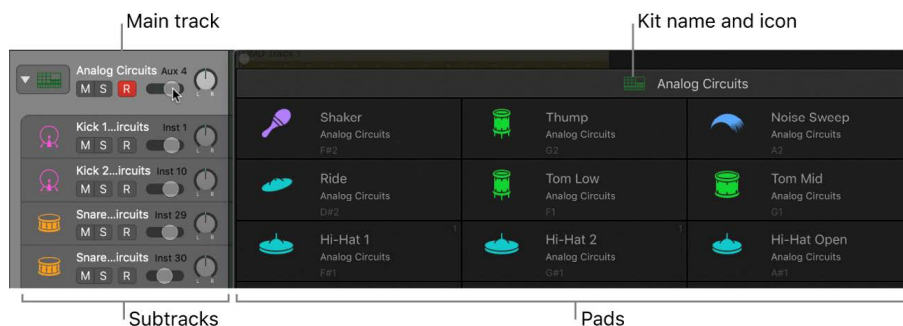 Main track
Kit name and icon
Analog Circuits Aux 4
M S R
L R
Analog Circuits
Kick 1...ircuits Inst 1
M S R
L R
Kick 2...ircuits Inst 10
M S R
L R
Snare...ircuits Inst 29
M S R
L R
Snare...ircuits Inst 30
M S R
L R
Shaker
Analog Circuits
F#2
Thump
Analog Circuits
G2
Noise Sweep
Analog Circuits
A2
Ride
Analog Circuits
D#2
Tom Low
Analog Circuits
F1
Tom Mid
Analog Circuits
G1
Hi-Hat 1
1
Analog Circuits
F#1
Hi-Hat 2
1
Analog Circuits
G#1
Hi-Hat Open
Analog Circuits
A#1
Subtracks
Pads